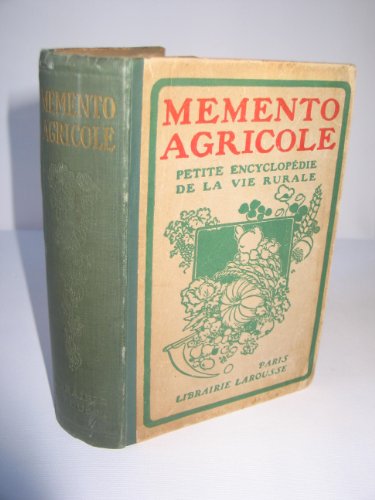 MEMENTO
AGRICOLE
MEMENTO
AGRICOLE
PETITE ENCYCLOPÉDIE
DE LA VIE RURALE
PARIS
LIBRAIRIE LAROUSSE